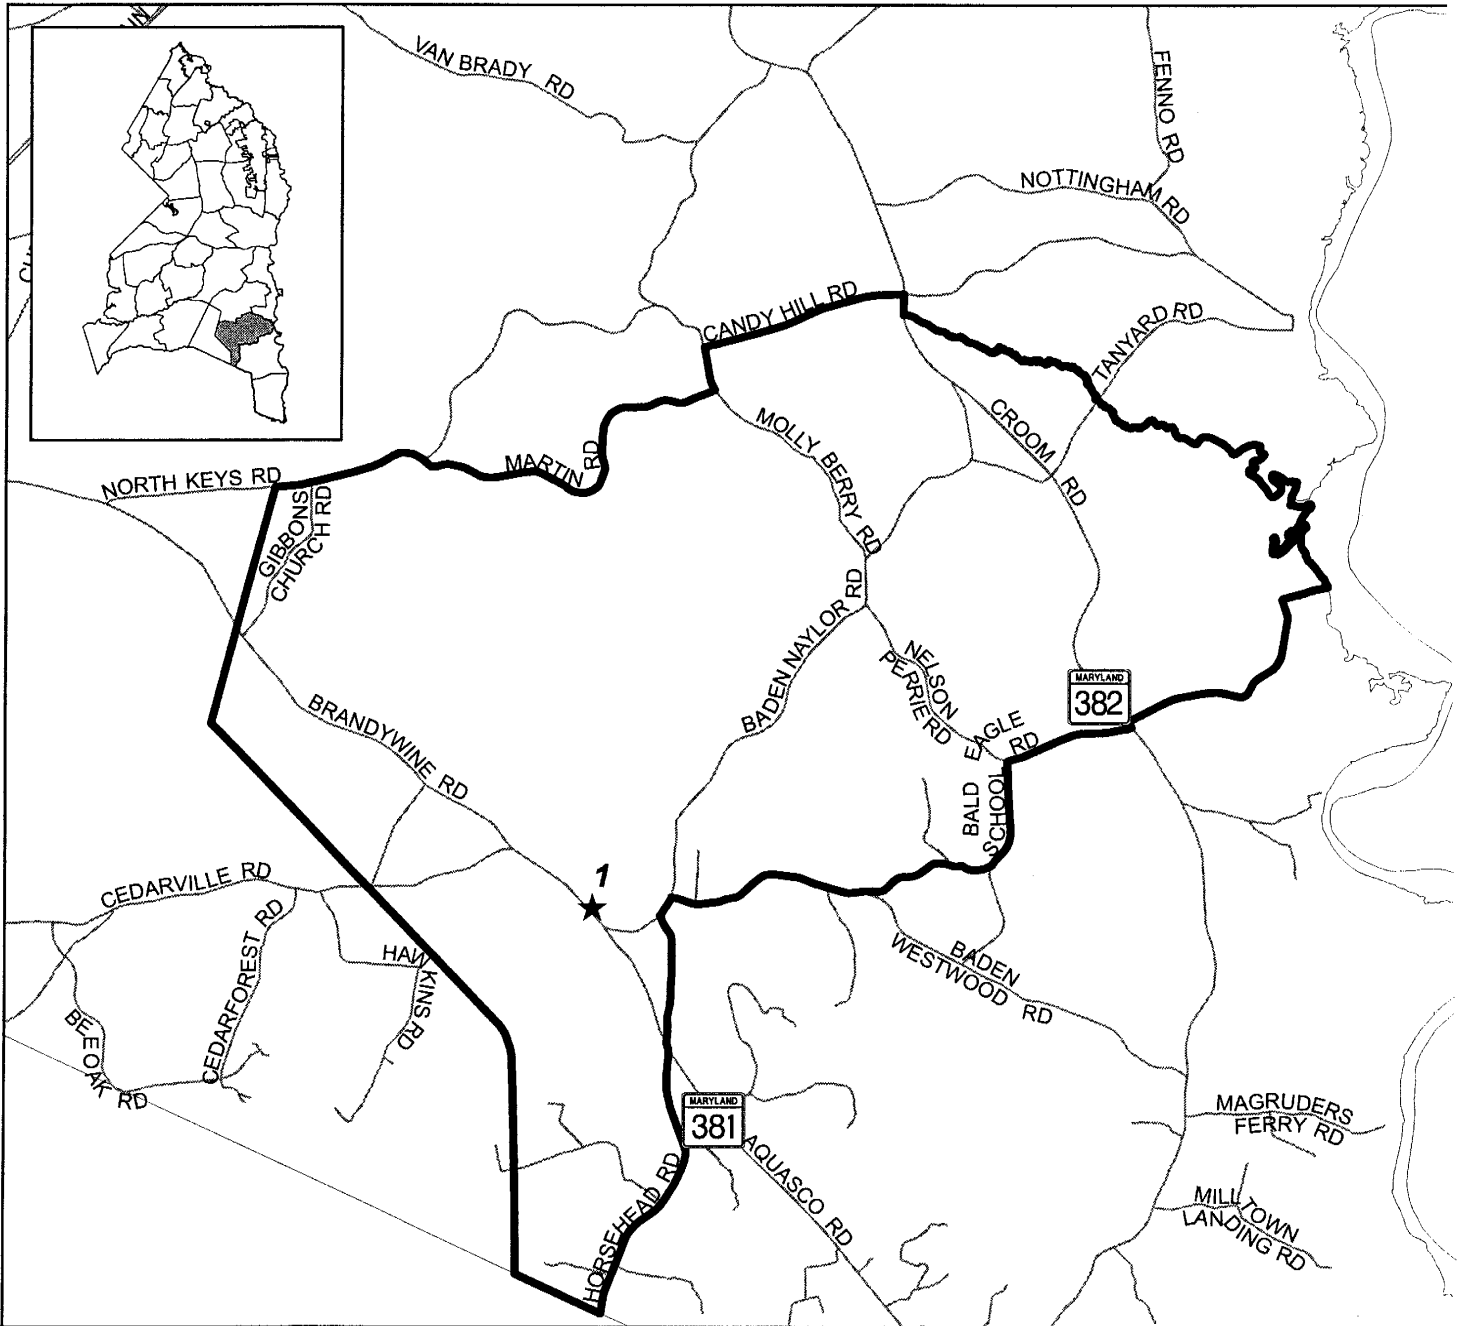 VAN BRADY RD
FENNO RD
NOTTINGHAM RD
CANDY HILL RD
TANYARD RD
CROOM RD
MOLLY BERRY RD
MARTIN RD
NORTH KEYS RD
GIBBONS
CHURCH RD
BADEN NAYLOR RD
NELSON
PERRIE RD
BRANDYWINE RD
MARYLAND
382
BALD EAGLE
SCHOOL RD
1
CEDARVILLE RD
CEDARFOREST RD
HAWKINS RD
BEE OAK RD
BADEN
WESTWOOD RD
MARYLAND
381
AQUASCO RD
HORSEHEAD RD
MAGRUDERS
FERRY RD
MILLTOWN
LANDING RD